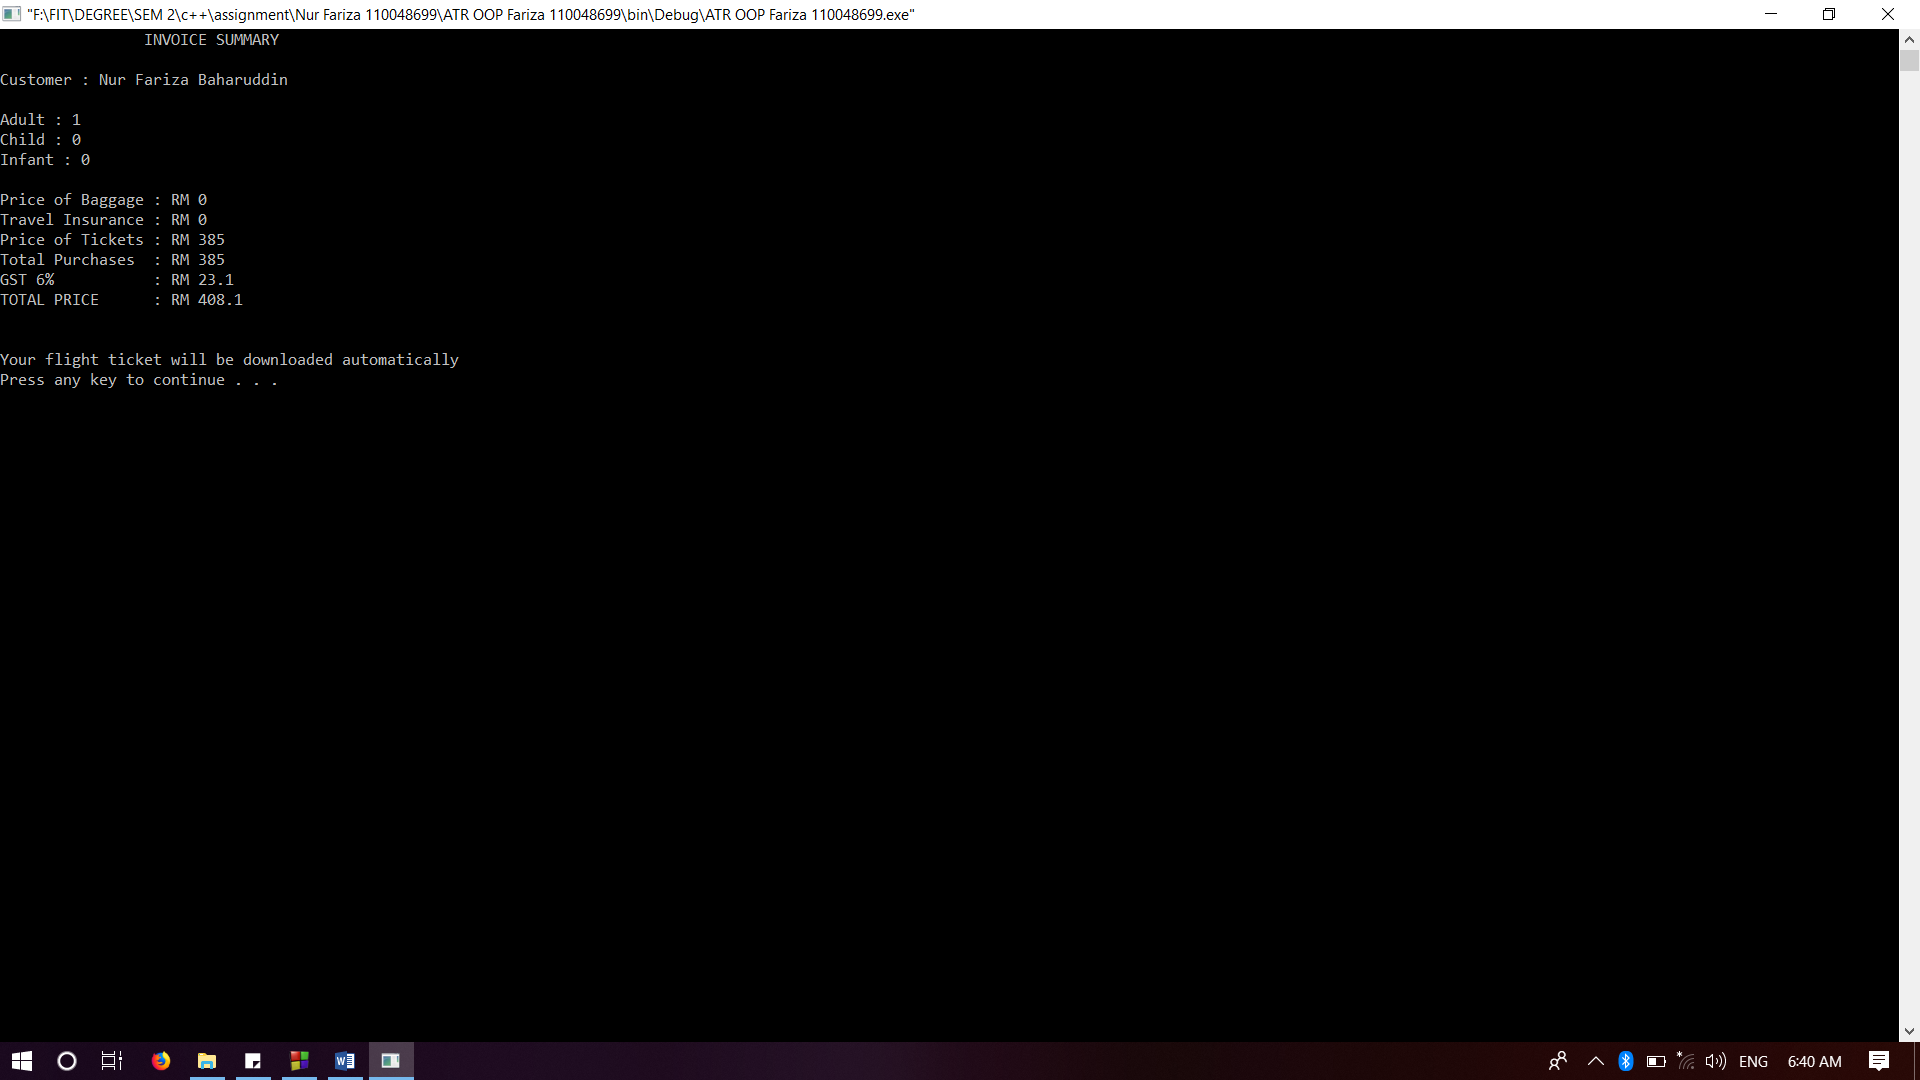 "F:\FIT\DEGREE\SEM 2\c++\assignment\Nur Fariza 110048699\ATR OOP Fariza 110048699\bin\Debug\ATR OOP Fariza 110048699.exe"
INVOICE SUMMARY
Customer : Nur Fariza Baharuddin
Adult : 1
Child : 0
Infant : 0
Price of Baggage : RM 0
Travel Insurance : RM 0
Price of Tickets : RM 385
Total Purchases  : RM 385
GST 6%           : RM 23.1
TOTAL PRICE      : RM 408.1
Your flight ticket will be downloaded automatically
Press any key to continue . . .
ENG
6:40 AM